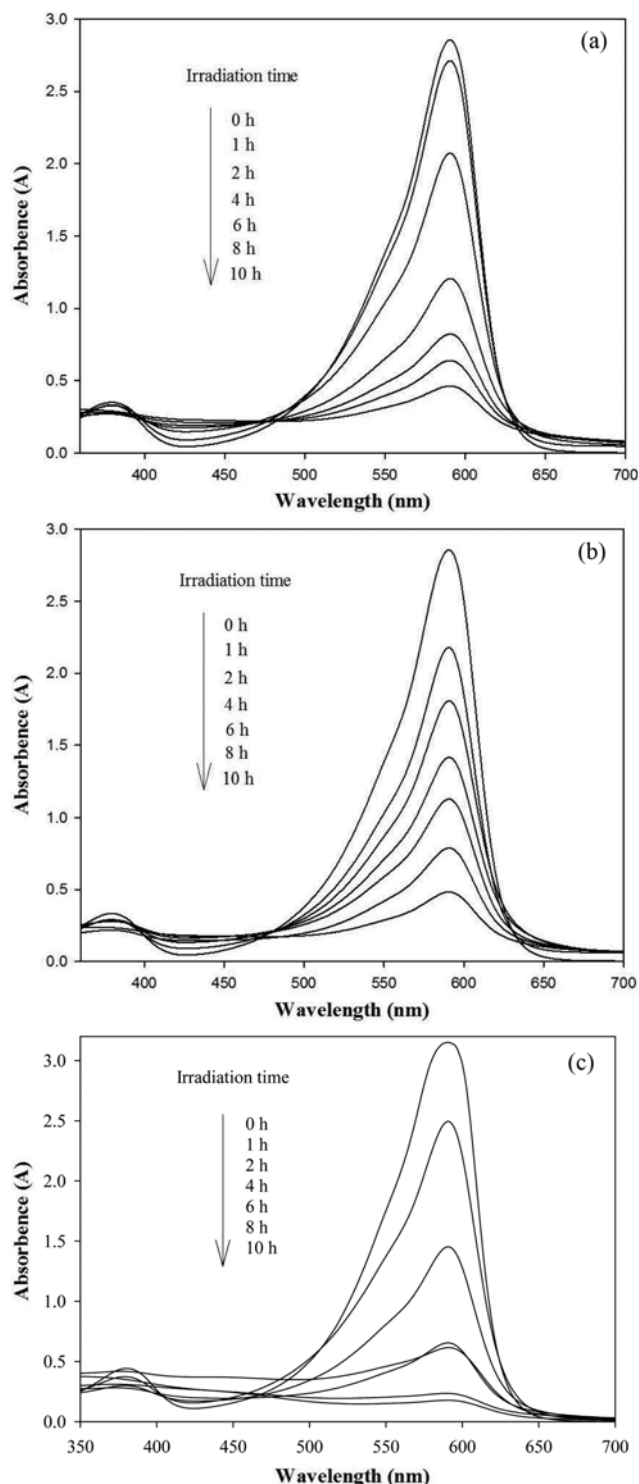 (a)
Irradiation time
0 h
1 h
2 h
4 h
6 h
8 h
10 h
3.0
2.5
2.0
1.5
1.0
0.5
0.0
Absorbence (A)
400 450 500 550 600 650 700
Wavelength (nm)
(b)
Irradiation time
0 h
1 h
2 h
4 h
6 h
8 h
10 h
3.0
2.5
2.0
1.5
1.0
0.5
0.0
Absorbence (A)
400 450 500 550 600 650 700
Wavelength (nm)
(c)
Irradiation time
0 h
1 h
2 h
4 h
6 h
8 h
10 h
3.0
2.5
2.0
1.5
1.0
0.5
0.0
Absorbence (A)
350 400 450 500 550 600 650 700
Wavelength (nm)